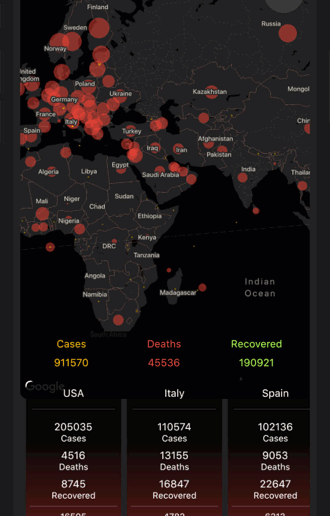 Finland
Russia
Sweden
Norway
United
Kingdom
Poland
Germany
Ukraine
Kazakhstan
Mongol
France
Italy
Spain
Turkey
Afghanistan
Chin
Iraq
Iran
Pakistan
Algeria
Libya
Egypt
Saudi Arabia
India
Thailan
Mali
Niger
Sudan
Chad
Nigeria
Ethiopia
DRC
Kenya
Tanzania
Angola
Indian
Ocean
Namibia
Madagascar
South Africa
Cases
Deaths
Recovered
911570
45536
190921
Google
USA
Italy
Spain
205035
110574
102136
Cases
Cases
Cases
4516
13155
9053
Deaths
Deaths
Deaths
8745
16847
22647
Recovered
Recovered
Recovered